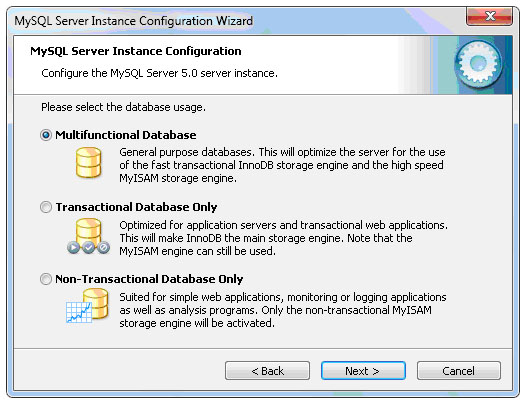 MySQL Server Instance Configuration Wizard
MySQL Server Instance Configuration
Configure the MySQL Server 5.0 server instance.
Please select the database usage.
Multifunctional Database
General purpose databases. This will optimize the server for the use
of the fast transactional InnoDB storage engine and the high speed
MyISAM storage engine.
Transactional Database Only
Optimized for application servers and transactional web applications.
This will make InnoDB the main storage engine. Note that the
MyISAM engine can still be used.
Non-Transactional Database Only
Suited for simple web applications, monitoring or logging applications
as well as analysis programs. Only the non-transactional MyISAM
storage engine will be activated.
< Back
Next >
Cancel